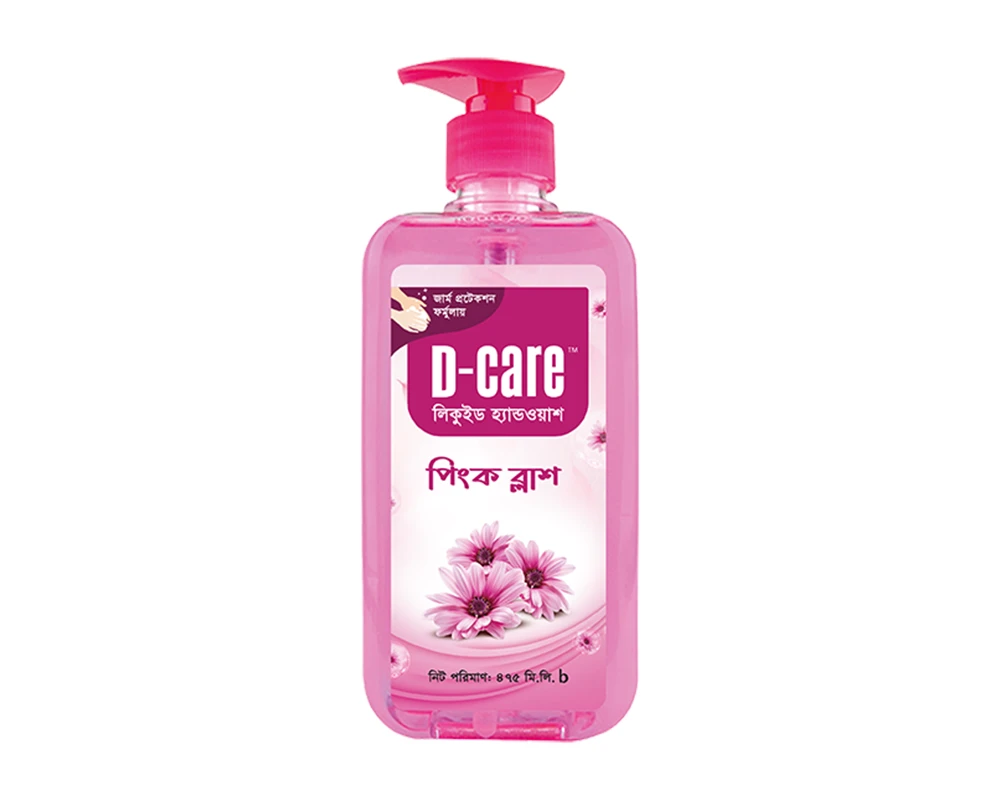 জার্ম প্রটেকশন
ফর্মুলায়
D-care™
লিকুইড হ্যান্ডওয়াশ
পিংক ব্লাশ
নিট পরিমাণ: ৪৭৫ মি.লি. b